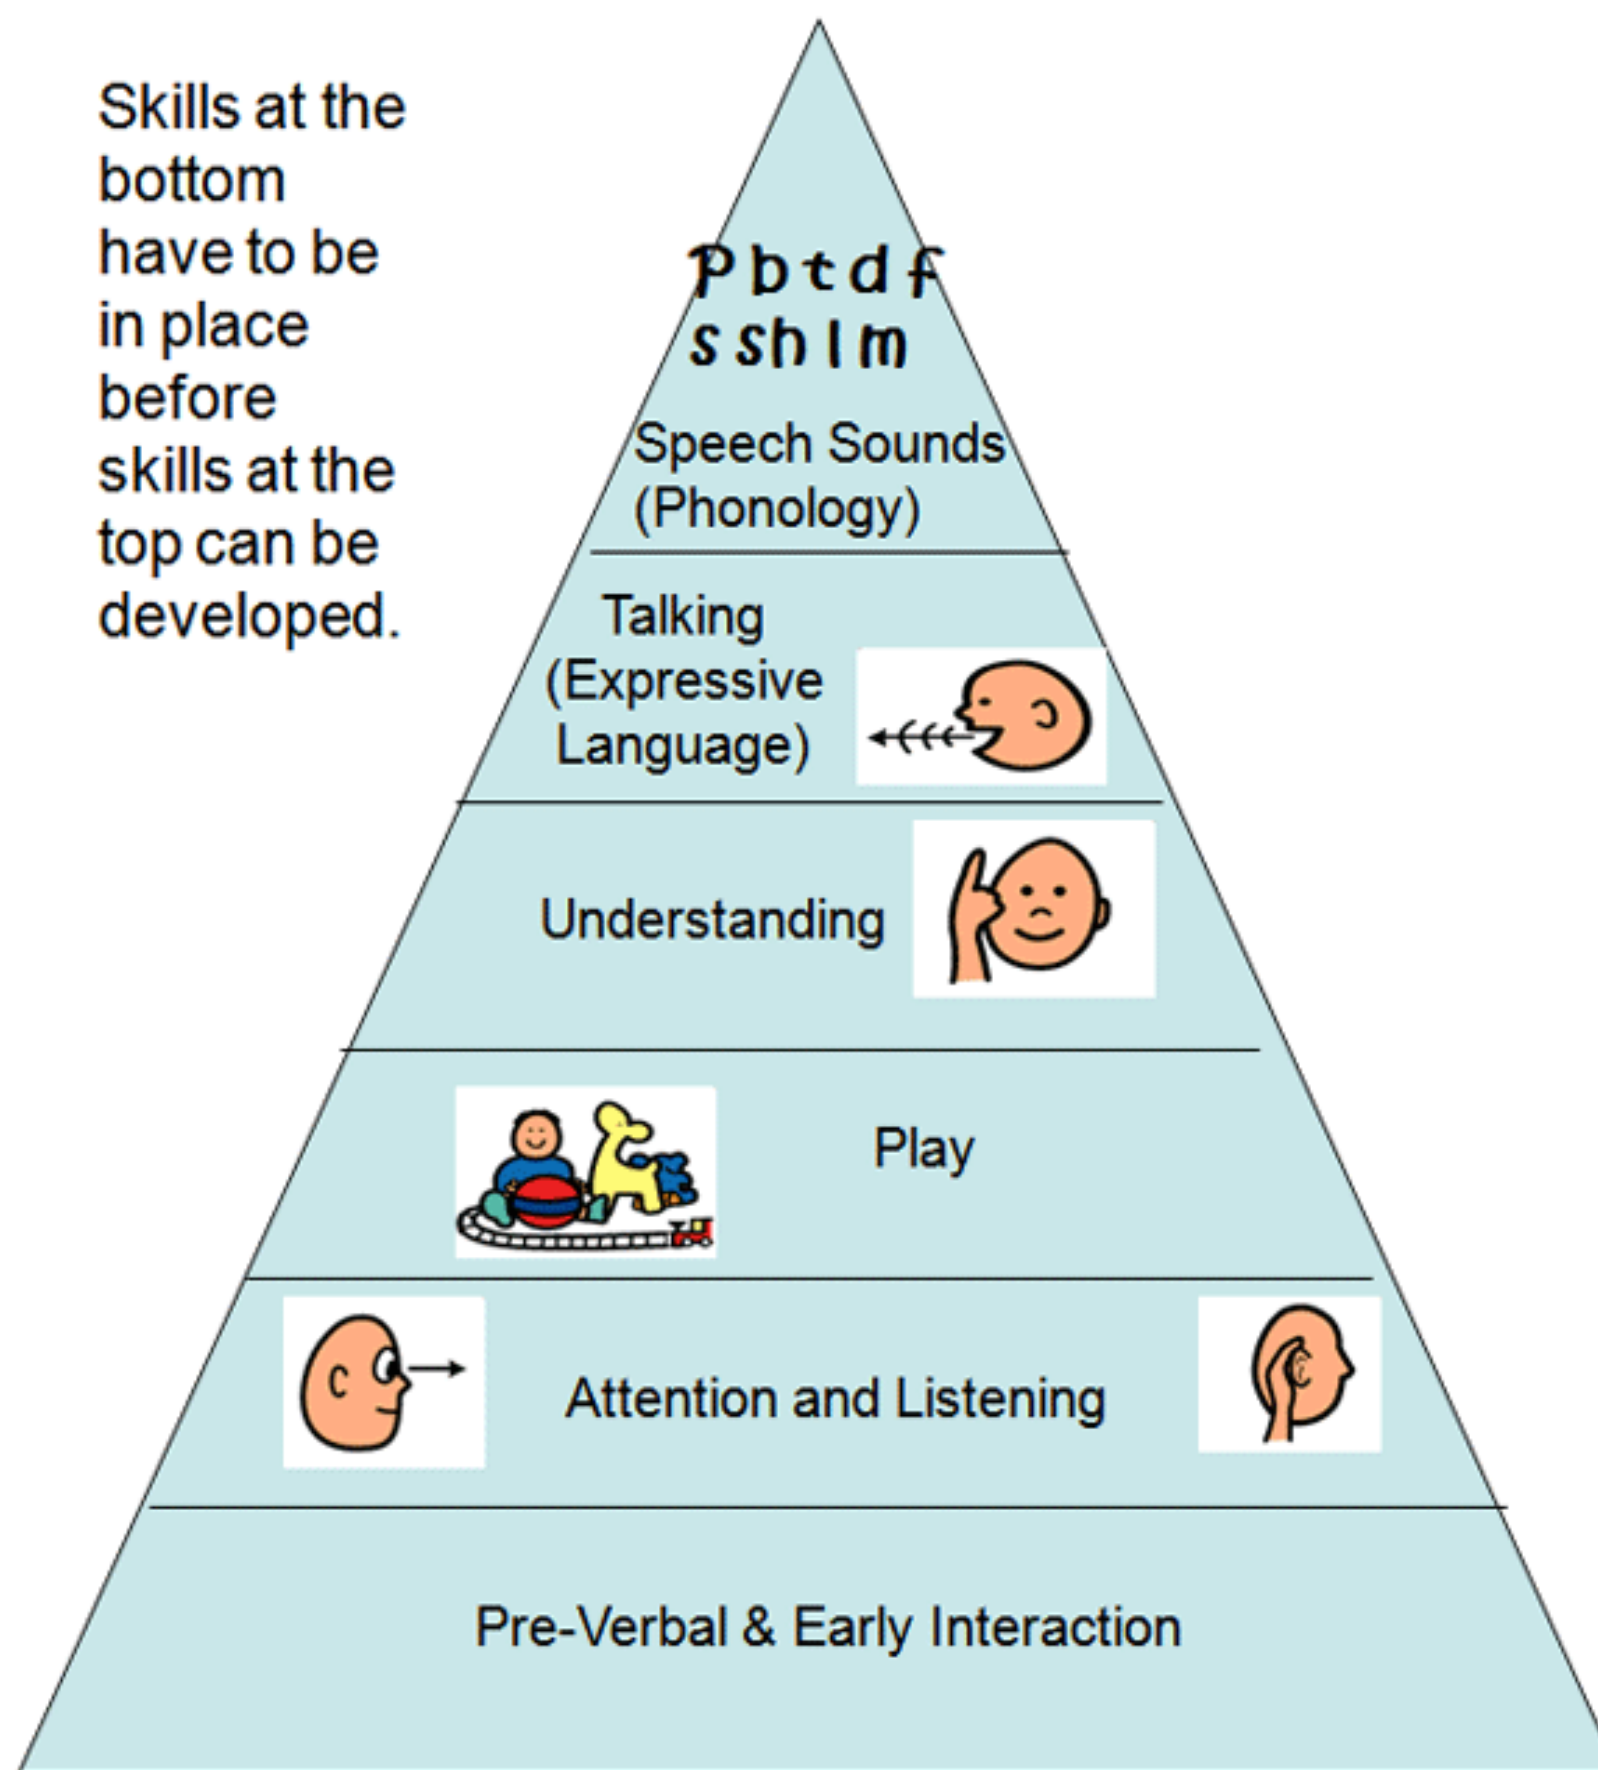 Skills at the
bottom
have to be
in place
before
skills at the
top can be
developed.
P b t d f
s sh l m
Speech Sounds
(Phonology)
Talking
(Expressive
Language)
Understanding
Play
Attention and Listening
Pre-Verbal & Early Interaction